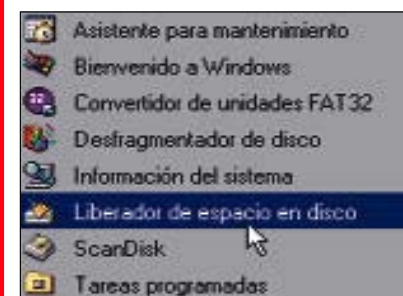 Asistente para mantenimiento
Bienvenido a Windows
Convertidor de unidades FAT32
Desfragmentador de disco
Información del sistema
Liberador de espacio en disco
ScanDisk
Tareas programadas